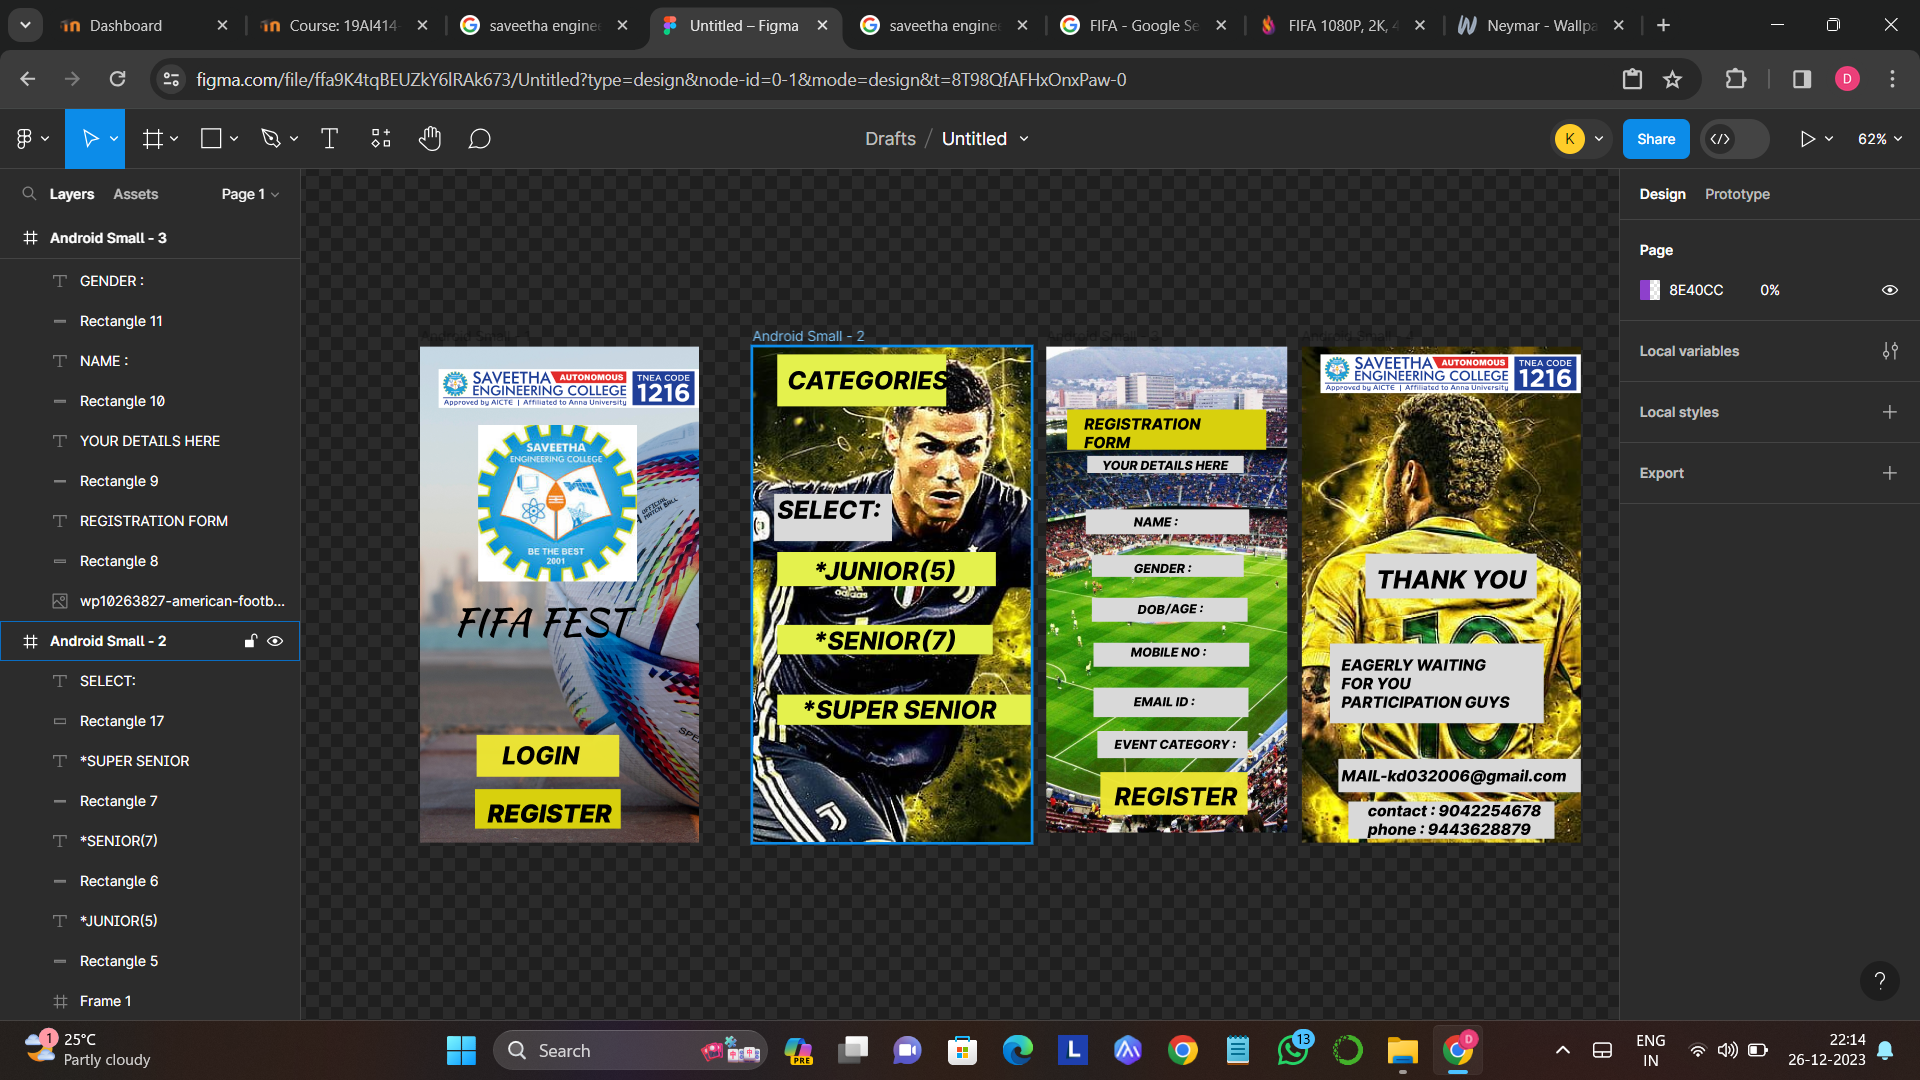 Dashboard
Course: 19AI414-
saveetha engine
Untitled – Figma
saveetha engine
FIFA - Google Se
FIFA 1080P, 2K, 4
Neymar - Wallpa
figma.com/file/ffa9K4tqBEUZkY6lRAk673/Untitled?type=design&node-id=0-1&mode=design&t=8T98QfAFHxOnxPaw-0
D
Drafts / Untitled
K
Share
62%
Layers
Assets
Page 1
Design
Prototype
Android Small - 3
GENDER :
Rectangle 11
NAME :
Rectangle 10
YOUR DETAILS HERE
Rectangle 9
REGISTRATION FORM
Rectangle 8
wp10263827-american-footb...
Android Small - 2
SELECT:
Rectangle 17
*SUPER SENIOR
Rectangle 7
*SENIOR(7)
Rectangle 6
*JUNIOR(5)
Rectangle 5
Frame 1
SAVEETHA
AUTONOMOUS
ENGINEERING COLLEGE
Approved by AICTE | Affiliated to Anna University
TNEA CODE
1216
SAVEETHA
ENGINEERING COLLEGE
BE THE BEST
2001
OFFICIAL
MATCH BALL
FIFA FEST
LOGIN
REGISTER
Android Small - 2
CATEGORIES
SELECT:
adidas
*JUNIOR(5)
*SENIOR(7)
*SUPER SENIOR
REGISTRATION
FORM
YOUR DETAILS HERE
NAME :
GENDER :
DOB/AGE :
MOBILE NO :
EMAIL ID :
EVENT CATEGORY :
REGISTER
SAVEETHA
AUTONOMOUS
ENGINEERING COLLEGE
Approved by AICTE | Affiliated to Anna University
TNEA CODE
1216
THANK YOU
10
EAGERLY WAITING
FOR YOU
PARTICIPATION GUYS
MAIL-kd032006@gmail.com
contact : 9042254678
phone : 9443628879
Page
8E40CC
0%
Local variables
Local styles
Export
?
1
25°C
Partly cloudy
Search
PRE
L
13
D
ENG
IN
22:14
26-12-2023